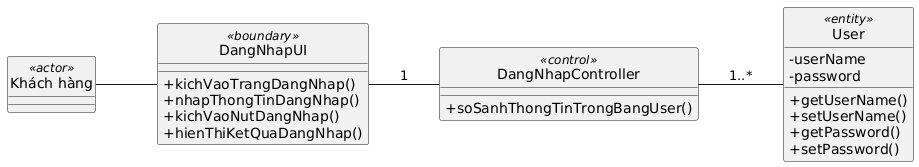 «actor»
Khách hàng
«boundary»
DangNhapUI
+kichVaoTrangDangNhap()
+nhapThongTinDangNhap()
+kichVaoNutDangNhap()
+hienThiKetQuaDangNhap()
1
«control»
DangNhapController
+soSanhThongTinTrongBangUser()
1..*
«entity»
User
-userName
-password
+getUserName()
+setUserName()
+getPassword()
+setPassword()